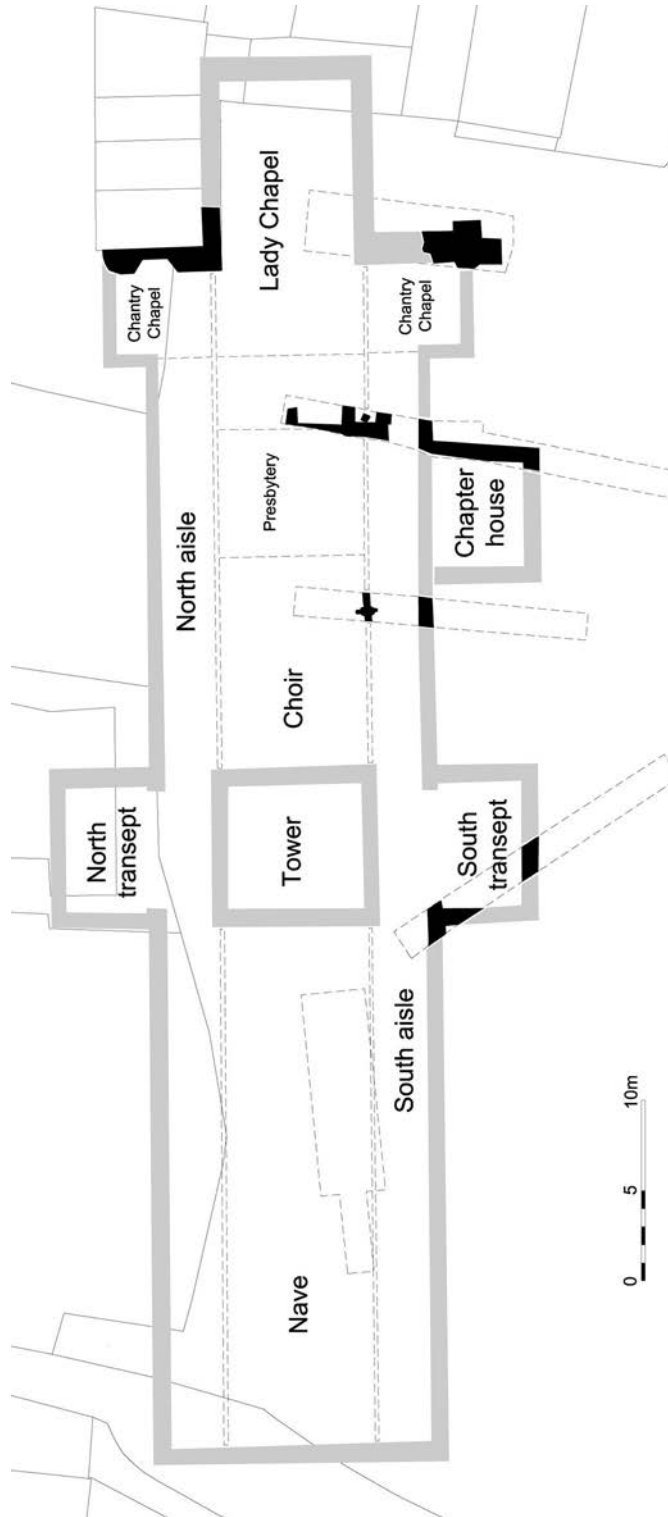 Lady Chapel
Chantry
Chapel
Chantry
Chapel
Presbytery
North aisle
Chapter
house
Choir
North
transept
Tower
South
transept
South aisle
Nave
0 5 10m